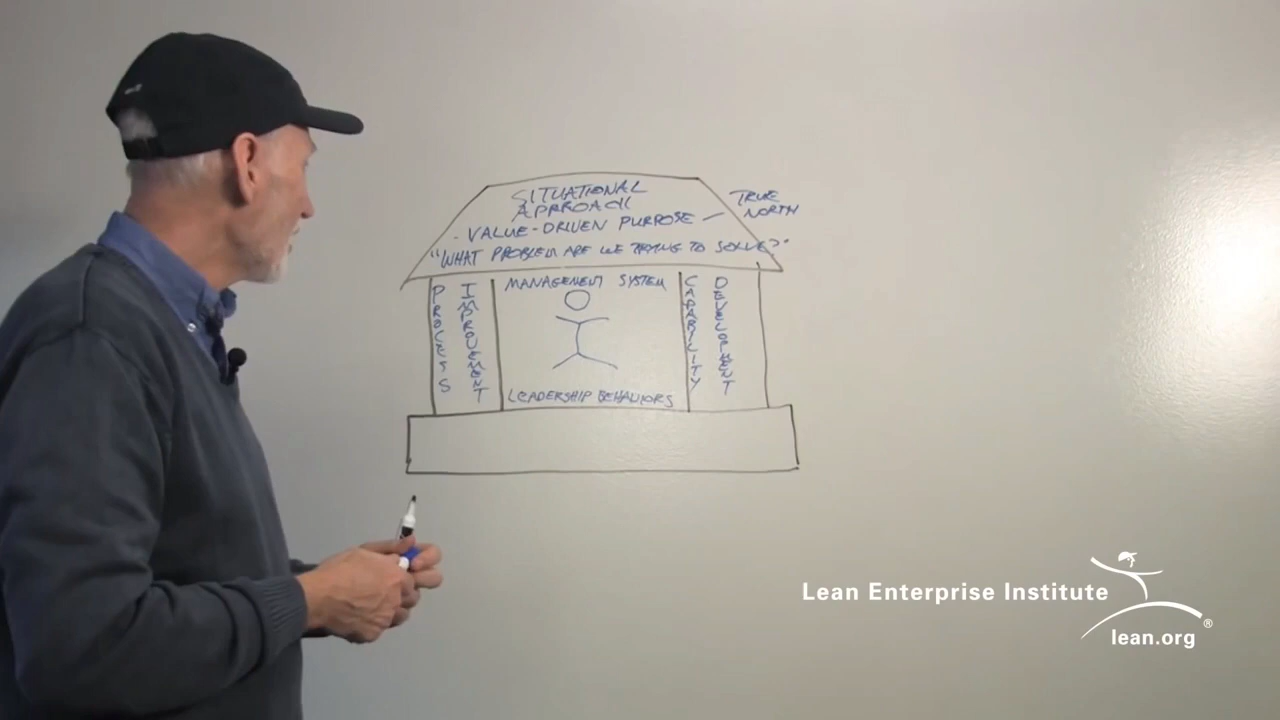 SITUATIONAL
APPROACH
- VALUE-DRIVEN PURPOSE — TRUE
NORTH
"WHAT PROBLEM ARE WE TRYING TO SOLVE?"
PROCESS
IMPROVEMENT
MANAGEMENT SYSTEM
LEADERSHIP BEHAVIORS
CAPABILITY
DEVELOPMENT
Lean Enterprise Institute
lean.org®